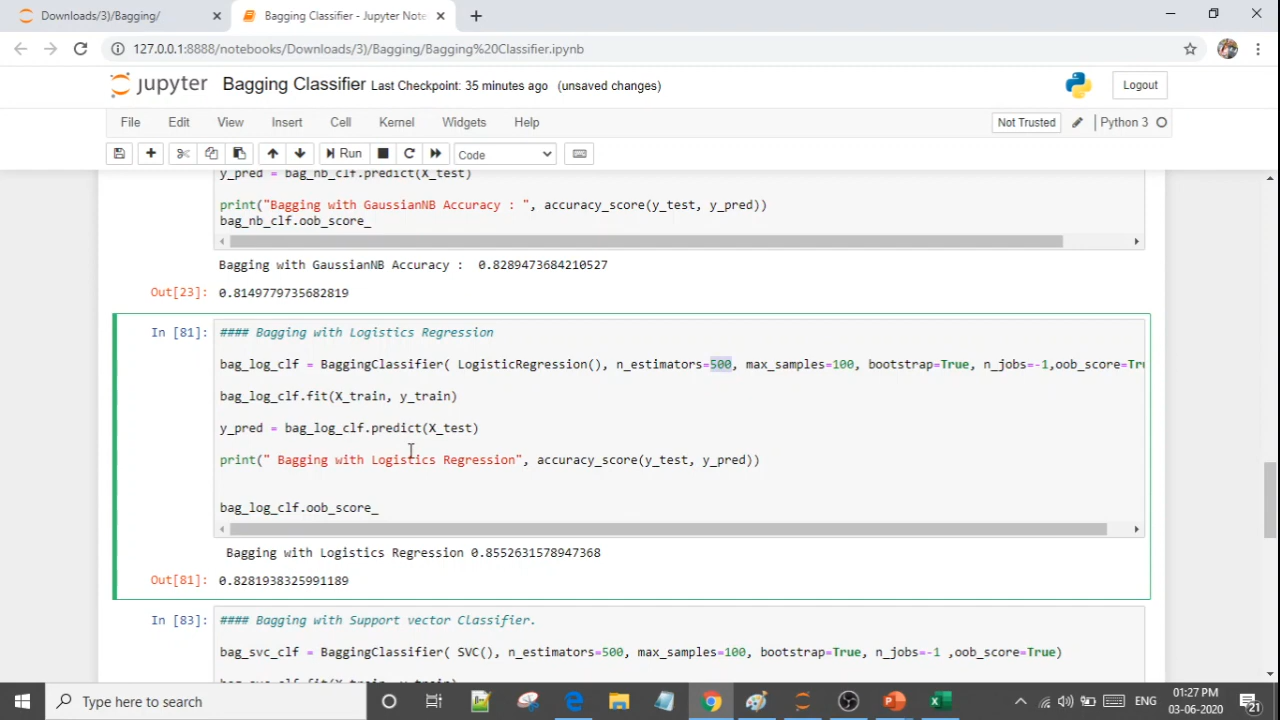 Downloads/3)/Bagging/
Bagging Classifier - Jupyter Note
127.0.0.1:8888/notebooks/Downloads/3)/Bagging/Bagging%20Classifier.ipynb
jupyter Bagging Classifier Last Checkpoint: 35 minutes ago (unsaved changes)
Logout
File Edit View Insert Cell Kernel Widgets Help
Not Trusted
Python 3
Run
Code
y_pred = bag_nb_clf.predict(X_test)
print("Bagging with GaussianNB Accuracy : ", accuracy_score(y_test, y_pred))
bag_nb_clf.oob_score_
Bagging with GaussianNB Accuracy : 0.8289473684210527
Out[23]: 0.8149779735682819
In [81]: #### Bagging with Logistics Regression
bag_log_clf = BaggingClassifier( LogisticRegression(), n_estimators=500, max_samples=100, bootstrap=True, n_jobs=-1,oob_score=Tru
bag_log_clf.fit(X_train, y_train)
y_pred = bag_log_clf.predict(X_test)
print(" Bagging with Logistics Regression", accuracy_score(y_test, y_pred))
bag_log_clf.oob_score_
Bagging with Logistics Regression 0.8552631578947368
Out[81]: 0.8281938325991189
In [83]: #### Bagging with Support vector Classifier.
bag_svc_clf = BaggingClassifier( SVC(), n_estimators=500, max_samples=100, bootstrap=True, n_jobs=-1 ,oob_score=True)
bag_svc_clf.fit(X_train, y_train)
Type here to search
ENG
01:27 PM
03-06-2020
21